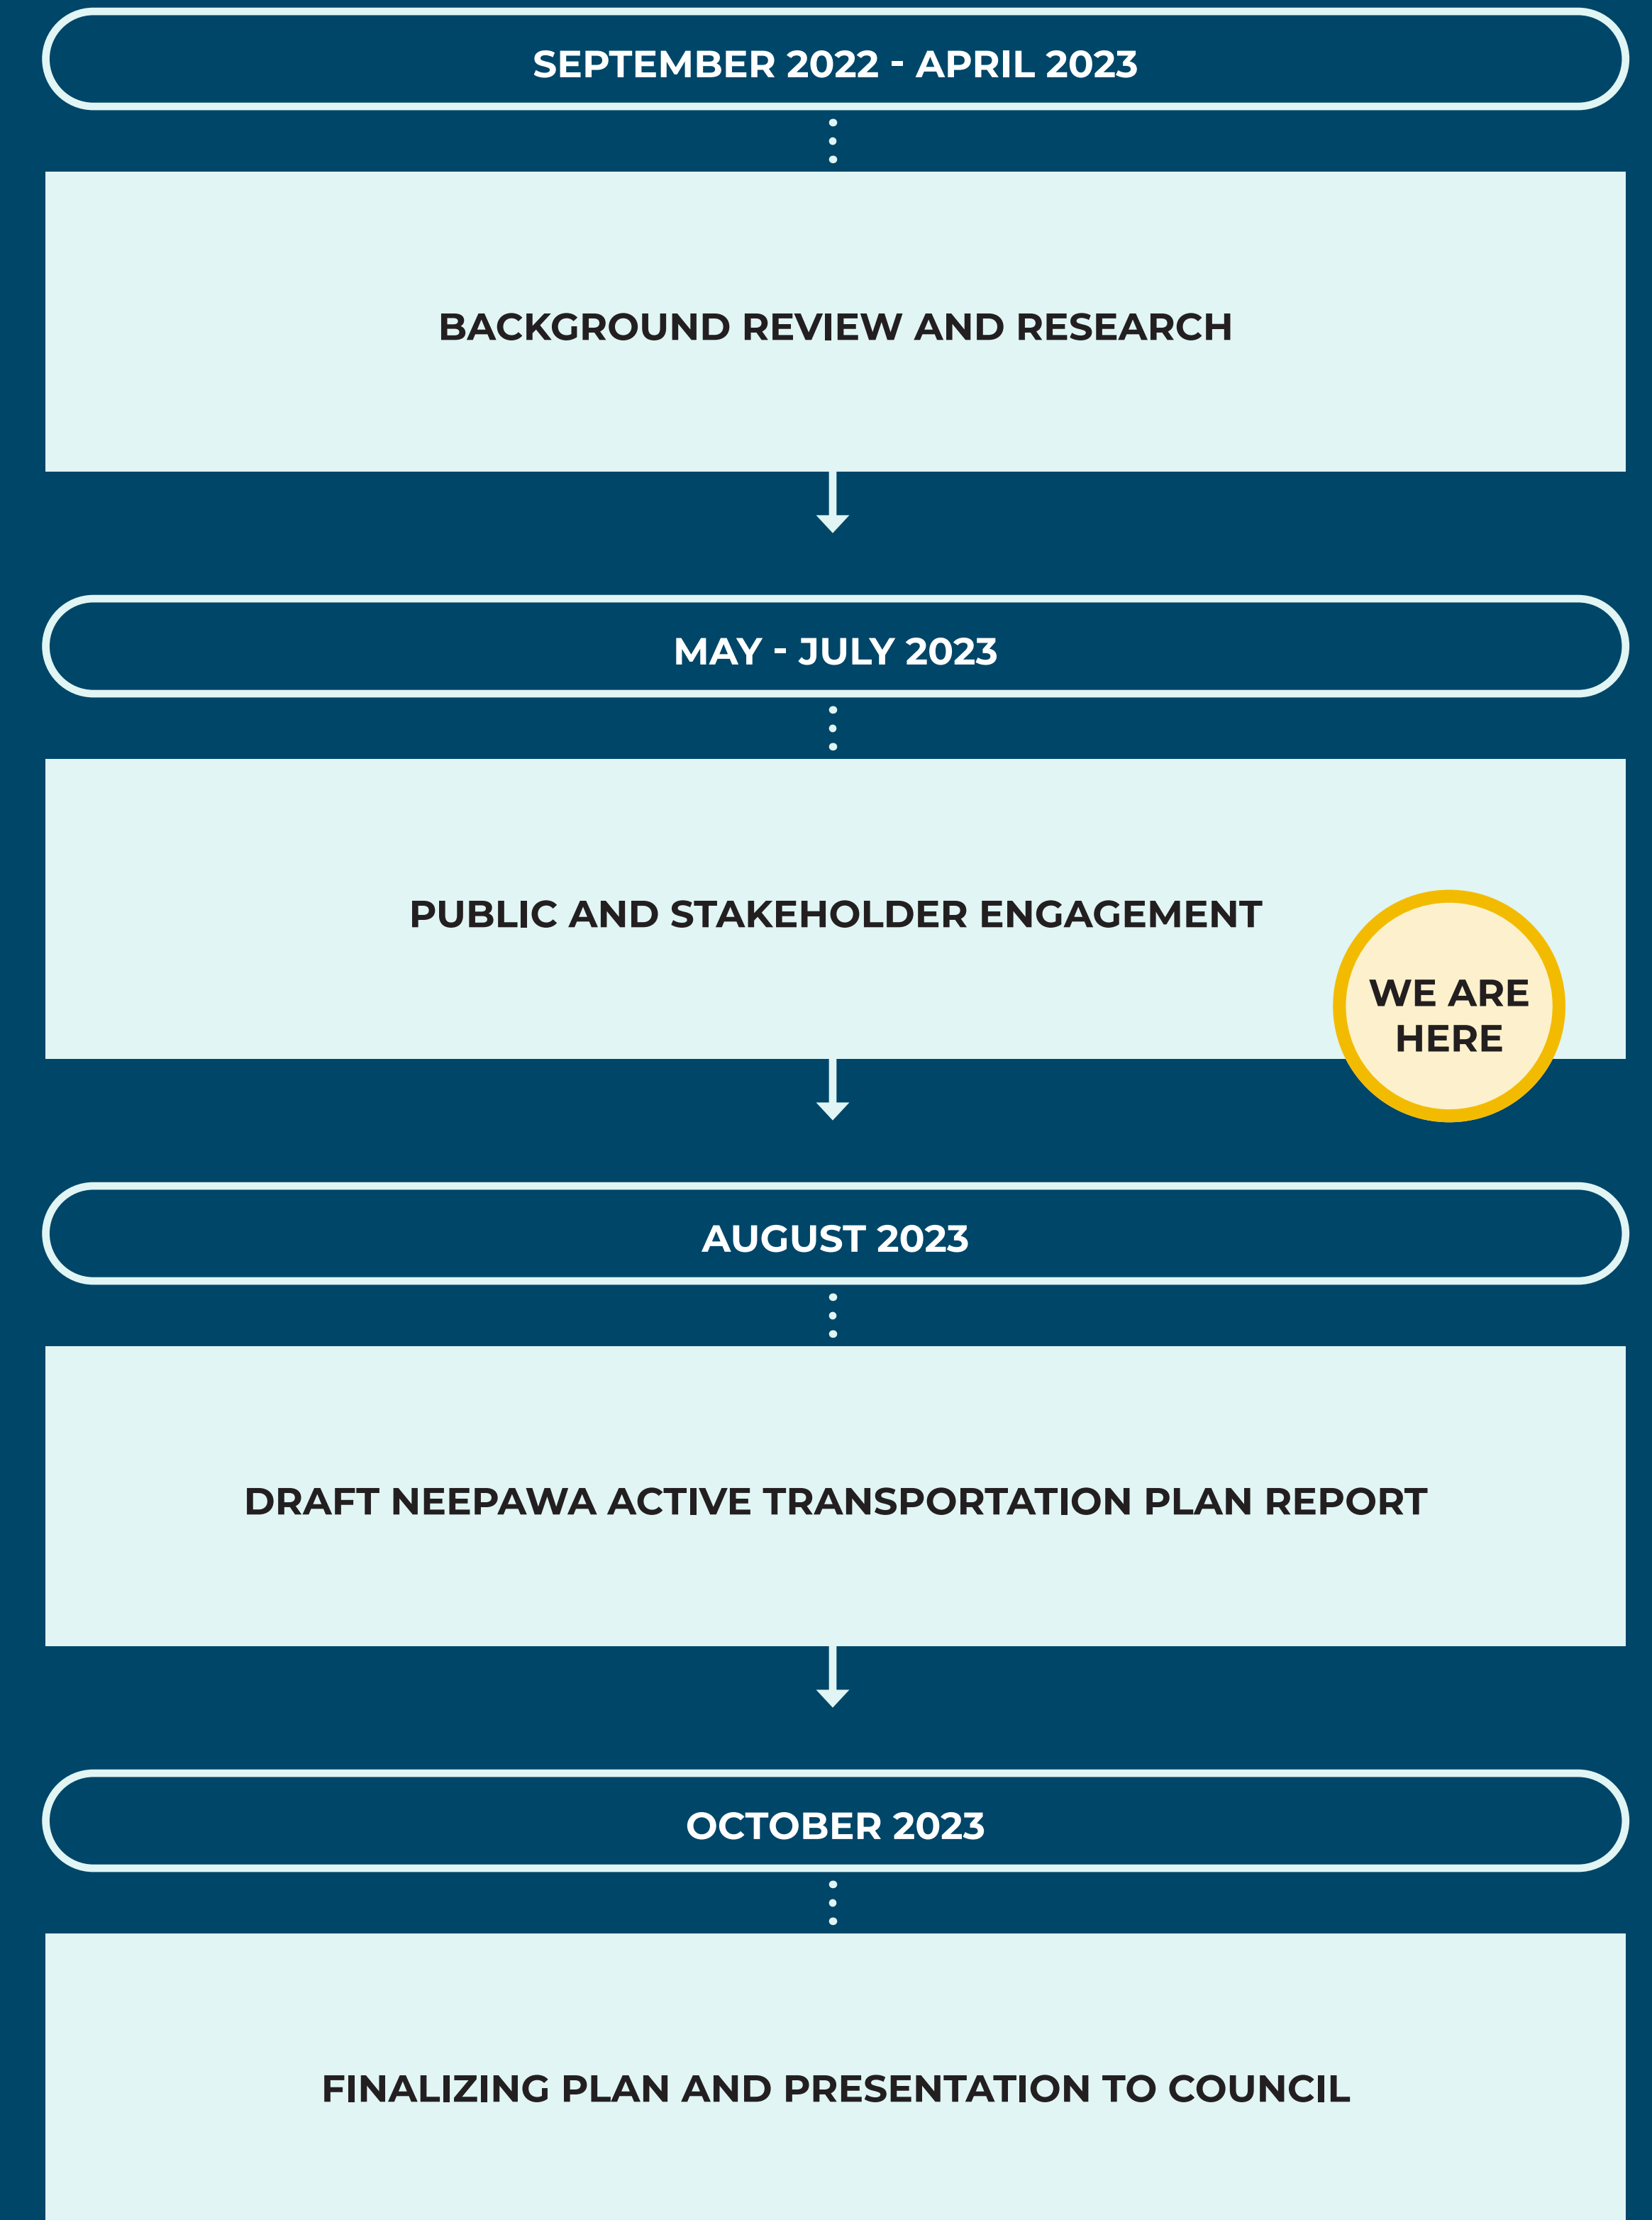 SEPTEMBER 2022 - APRIL 2023
BACKGROUND REVIEW AND RESEARCH
MAY - JULY 2023
PUBLIC AND STAKEHOLDER ENGAGEMENT
WE ARE
HERE
AUGUST 2023
DRAFT NEEPAWA ACTIVE TRANSPORTATION PLAN REPORT
OCTOBER 2023
FINALIZING PLAN AND PRESENTATION TO COUNCIL